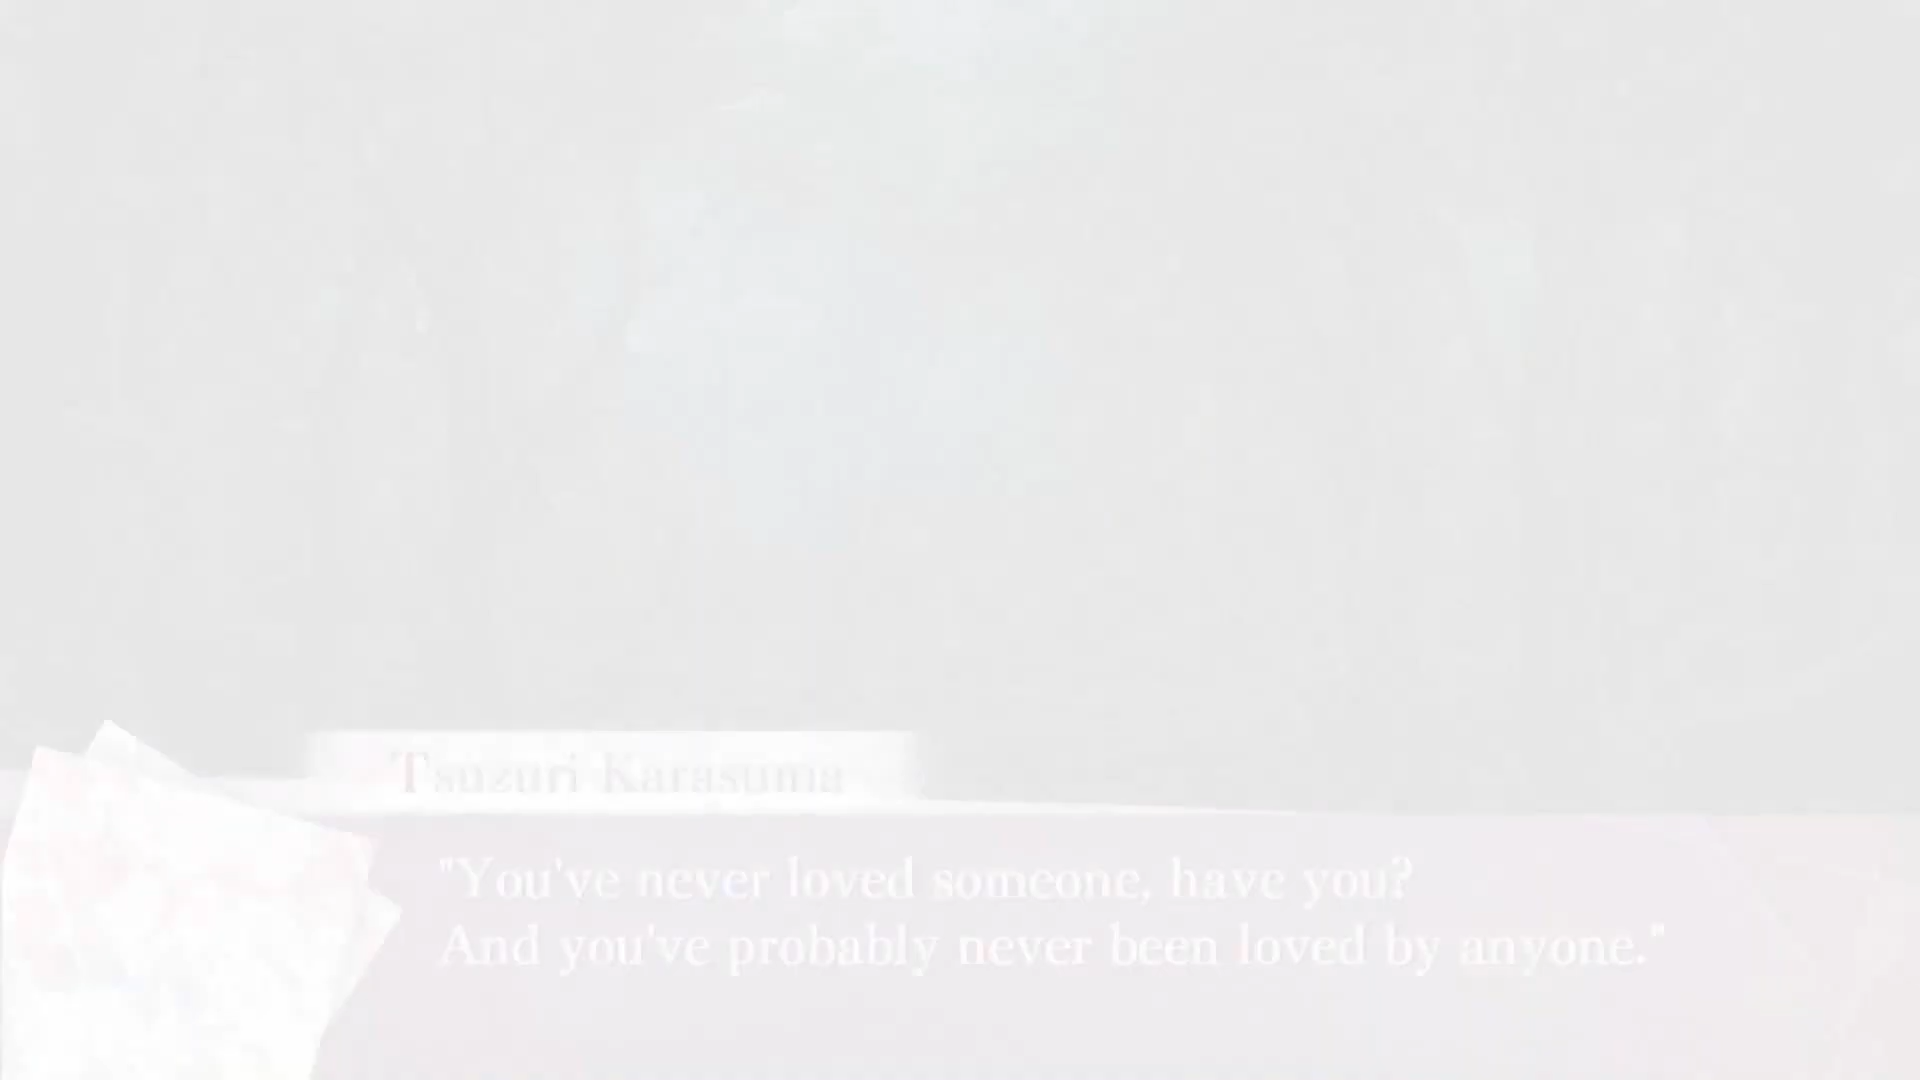 Tsuzuri Karasuma
"You've never loved someone, have you?
And you've probably never been loved by anyone."